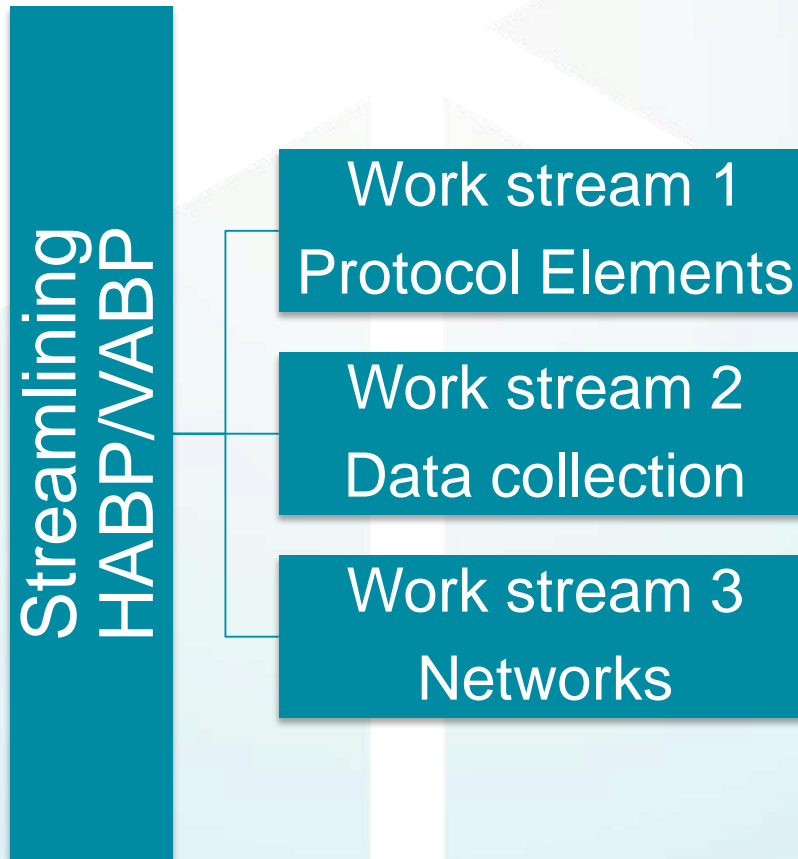 Streamlining
HABP/VABP
Work stream 1
Protocol Elements
Work stream 2
Data collection
Work stream 3
Networks